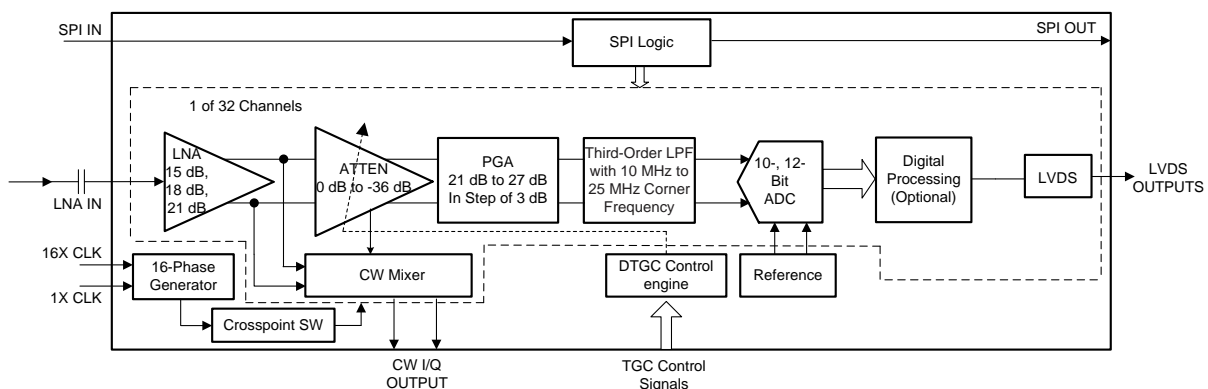 SPI IN
SPI Logic
SPI OUT
1 of 32 Channels
LNA
15 dB,
18 dB,
21 dB
ATTEN
0 dB to -36 dB
PGA
21 dB to 27 dB
In Step of 3 dB
Third-Order LPF
with 10 MHz to
25 MHz Corner
Frequency
10-, 12-
Bit
ADC
Digital
Processing
(Optional)
LVDS
LVDS
OUTPUTS
LNA IN
16X CLK
1X CLK
16-Phase
Generator
CW Mixer
DTGC Control
engine
Reference
Crosspoint SW
CW I/Q
OUTPUT
TGC Control
Signals